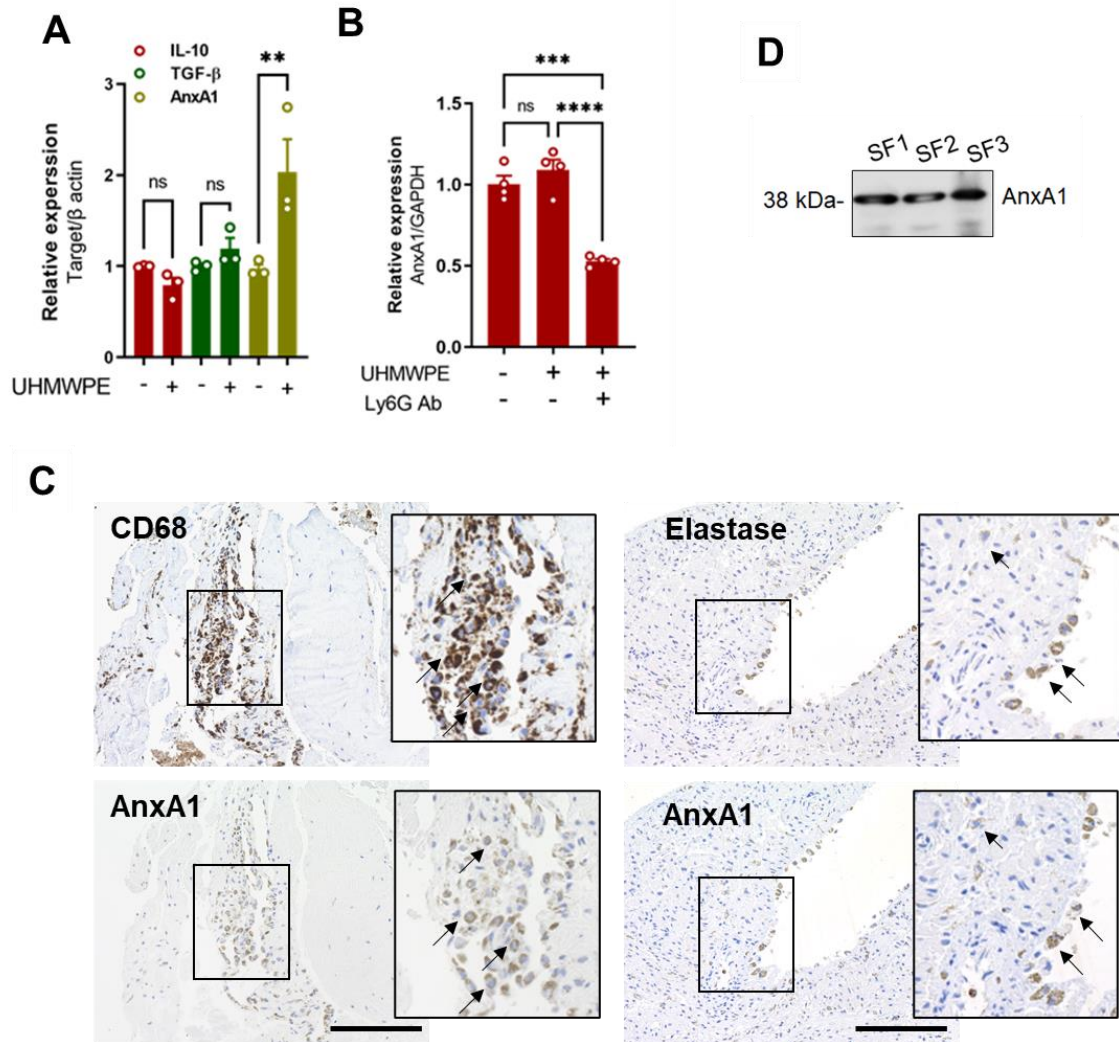 A
IL-10
TGF-β
AnxA1
**
ns
ns
3
2
1
0
Relative experssion
Target/β actin
UHMWPE - + - + - +
B
***
ns
****
1.5
1.0
0.5
0.0
Relative expression
AnxA1/GAPDH
UHMWPE - + +
Ly6G Ab - - +
D
SF1 SF2 SF3
38 kDa-
AnxA1
C
CD68
Elastase
AnxA1
AnxA1